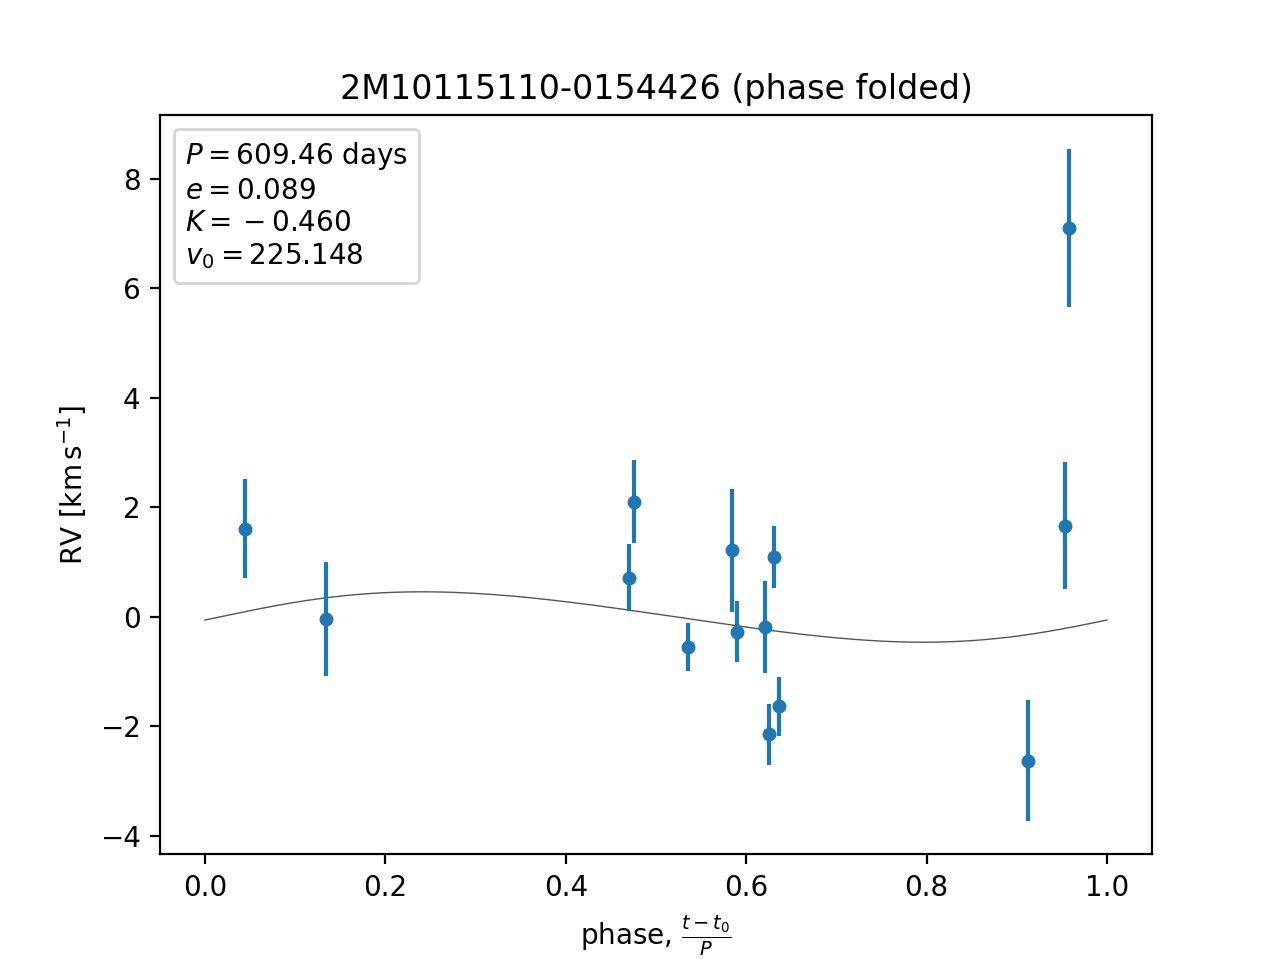 2M10115110-0154426 (phase folded)
P = 609.46 days
e = 0.089
K = −0.460
v₀ = 225.148
8
6
4
2
0
−2
−4
RV [km s⁻¹]
0.0 0.2 0.4 0.6 0.8 1.0
phase, (t − t₀)/P